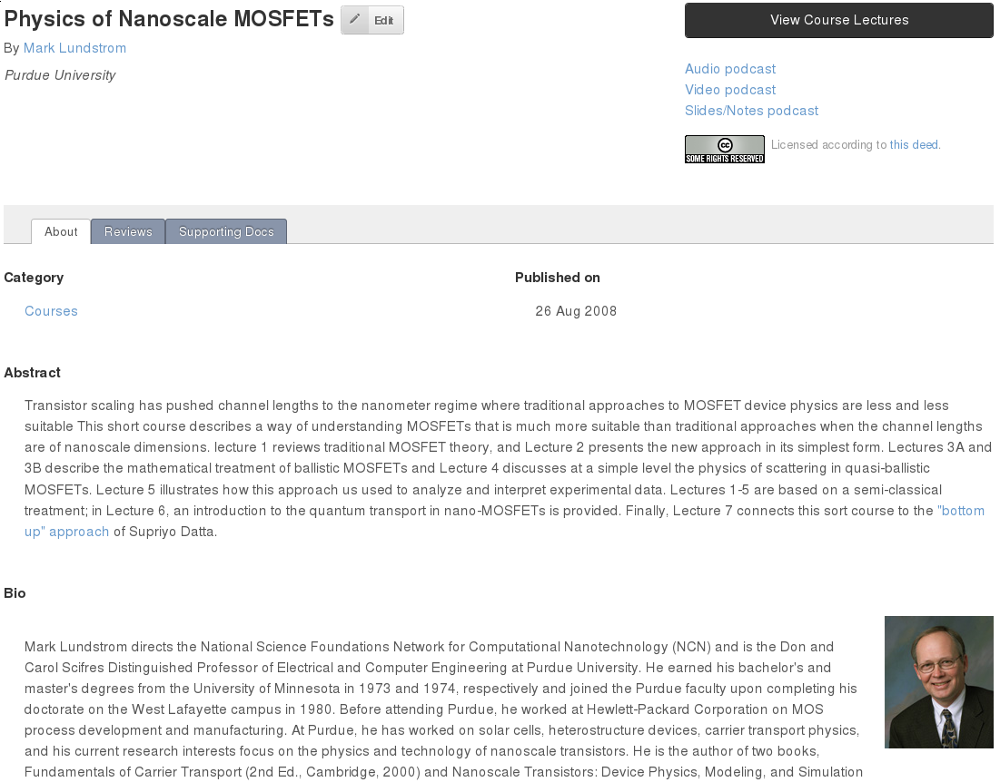 Physics of Nanoscale MOSFETs Edit
By Mark Lundstrom
Purdue University
View Course Lectures
Audio podcast
Video podcast
Slides/Notes podcast
cc
SOME RIGHTS RESERVED
Licensed according to this deed.
About Reviews Supporting Docs
Category
Courses
Published on
26 Aug 2008
Abstract
Transistor scaling has pushed channel lengths to the nanometer regime where traditional approaches to MOSFET device physics are less and less
suitable This short course describes a way of understanding MOSFETs that is much more suitable than traditional approaches when the channel lengths
are of nanoscale dimensions. lecture 1 reviews traditional MOSFET theory, and Lecture 2 presents the new approach in its simplest form. Lectures 3A and
3B describe the mathematical treatment of ballistic MOSFETs and Lecture 4 discusses at a simple level the physics of scattering in quasi-ballistic
MOSFETs. Lecture 5 illustrates how this approach us used to analyze and interpret experimental data. Lectures 1-5 are based on a semi-classical
treatment; in Lecture 6, an introduction to the quantum transport in nano-MOSFETs is provided. Finally, Lecture 7 connects this sort course to the "bottom
up" approach of Supriyo Datta.
Bio
Mark Lundstrom directs the National Science Foundations Network for Computational Nanotechnology (NCN) and is the Don and
Carol Scifres Distinguished Professor of Electrical and Computer Engineering at Purdue University. He earned his bachelor's and
master's degrees from the University of Minnesota in 1973 and 1974, respectively and joined the Purdue faculty upon completing his
doctorate on the West Lafayette campus in 1980. Before attending Purdue, he worked at Hewlett-Packard Corporation on MOS
process development and manufacturing. At Purdue, he has worked on solar cells, heterostructure devices, carrier transport physics,
and his current research interests focus on the physics and technology of nanoscale transistors. He is the author of two books,
Fundamentals of Carrier Transport (2nd Ed., Cambridge, 2000) and Nanoscale Transistors: Device Physics, Modeling, and Simulation